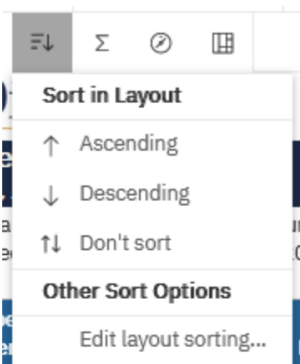 Sort in Layout
Ascending
Descending
Don't sort
Other Sort Options
Edit layout sorting...